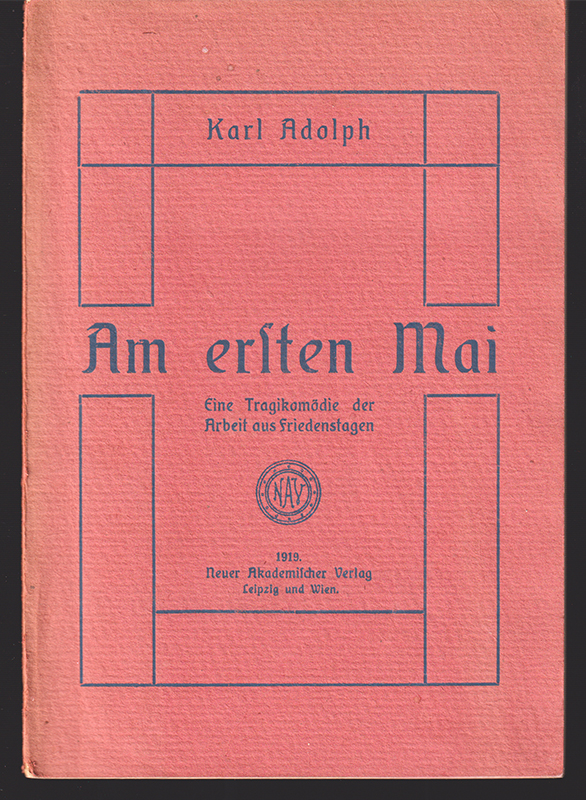 Karl Adolph
Am erſten Mai
Eine Tragikomödie der
Arbeit aus Friedenstagen
NAV
1919.
Neuer Akademiſcher Verlag
Leipzig und Wien.